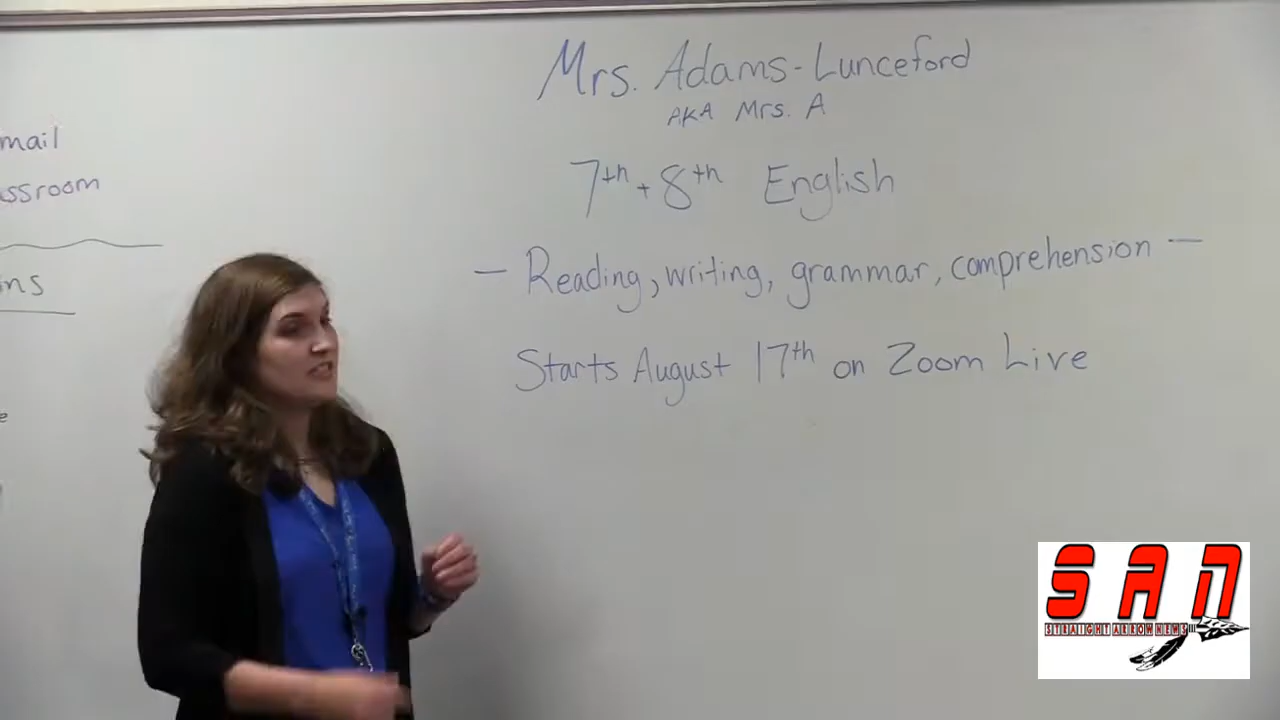 Mrs. Adams-Lunceford
AKA Mrs. A
7th + 8th English
- Reading, writing, grammar, comprehension -
Starts August 17th on Zoom Live
mail
ssroom
ns
e
SAN
STRAIGHT ARROW NEWS